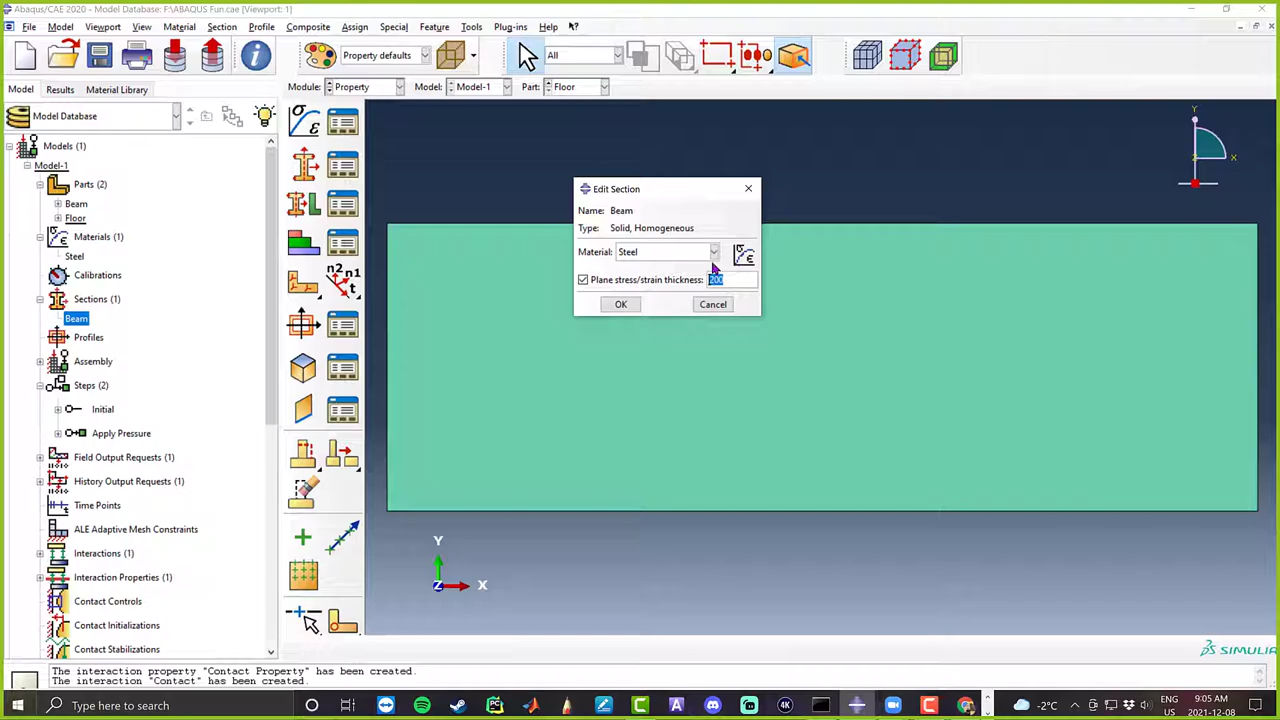 Abaqus/CAE 2020 - Model Database: F:\ABAQUS Fun.cae [Viewport: 1]
File Model Viewport View Material Section Profile Composite Assign Special Feature Tools Plug-ins Help
Property defaults All
Model Results Material Library
Module: Property Model: Model-1 Part: Floor
Model Database
Models (1)
Model-1
Parts (2)
Beam
Floor
Materials (1)
Steel
Calibrations
Sections (1)
Beam
Profiles
Assembly
Steps (2)
Initial
Apply Pressure
Field Output Requests (1)
History Output Requests (1)
Time Points
ALE Adaptive Mesh Constraints
Interactions (1)
Interaction Properties (1)
Contact Controls
Contact Initializations
Contact Stabilizations
Edit Section
Name: Beam
Type: Solid, Homogeneous
Material: Steel
Plane stress/strain thickness: 200
OK Cancel
Y
X
Y
Z X
SIMULIA
The interaction property "Contact Property" has been created.
The interaction "Contact" has been created.
Type here to search
-2°C
ENG
9:05 AM
2021-12-08